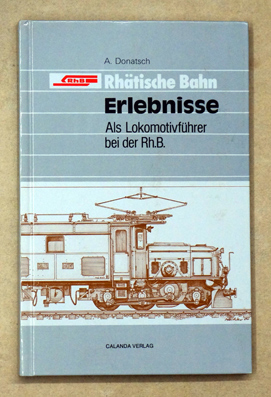 A. Donatsch
RhB
Rhätische Bahn
Erlebnisse
Als Lokomotivführer
bei der Rh.B.
CALANDA VERLAG